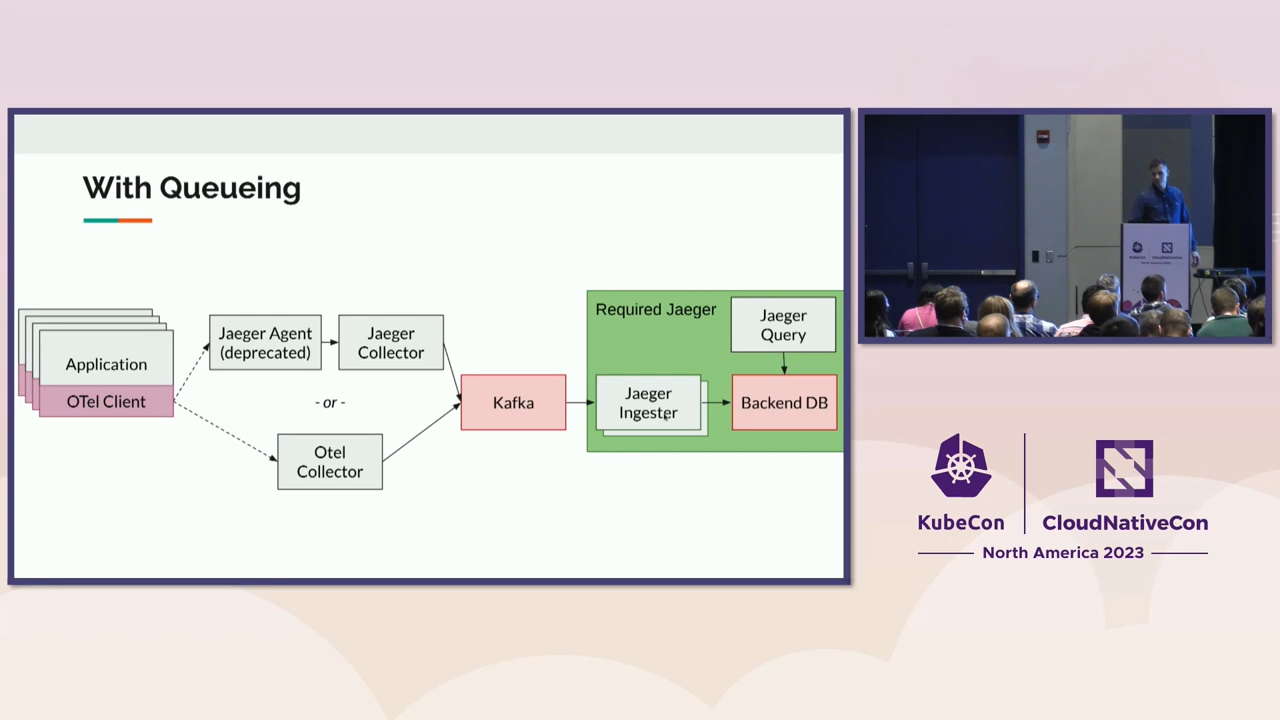 With Queueing
Application
OTel Client
Jaeger Agent
(deprecated)
Jaeger
Collector
- or -
Otel
Collector
Kafka
Required Jaeger
Jaeger
Query
Jaeger
Ingester
Backend DB
KubeCon
CloudNativeCon
North America 2023